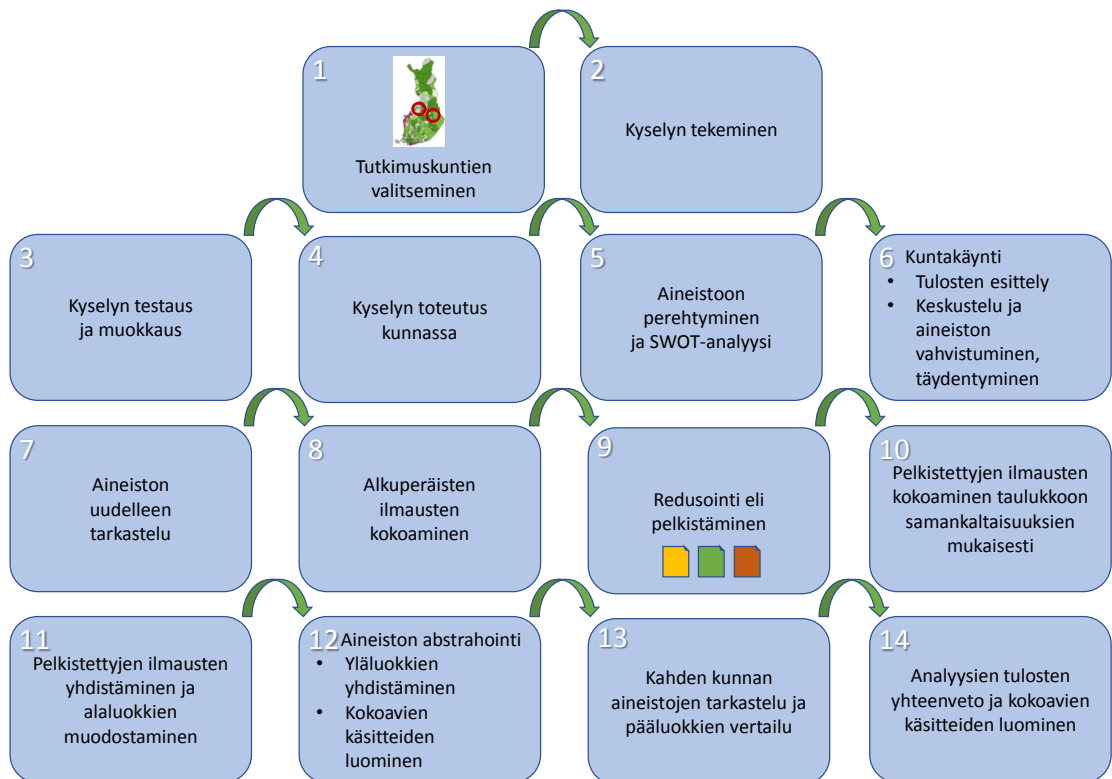 1
Tutkimuskuntien
valitseminen
2
Kyselyn tekeminen
3
Kyselyn testaus
ja muokkaus
4
Kyselyn toteutus
kunnassa
5
Aineistoon
perehtyminen
ja SWOT-analyysi
6 Kuntakäynti
• Tulosten esittely
• Keskustelu ja
aineiston
vahvistuminen,
täydentyminen
7
Aineiston
uudelleen
tarkastelu
8
Alkuperäisten
ilmausten
kokoaminen
9
Redusointi eli
pelkistäminen
10
Pelkistettyjen ilmausten
kokoaminen taulukkoon
samankaltaisuuksien
mukaisesti
11
Pelkistettyjen ilmausten
yhdistäminen ja
alaluokkien
muodostaminen
12 Aineiston abstrahointi
• Yläluokkien
yhdistäminen
• Kokoavien
käsitteiden
luominen
13
Kahden kunnan
aineistojen tarkastelu ja
pääluokkien vertailu
14
Analyysien tulosten
yhteenveto ja kokoavien
käsitteiden luominen